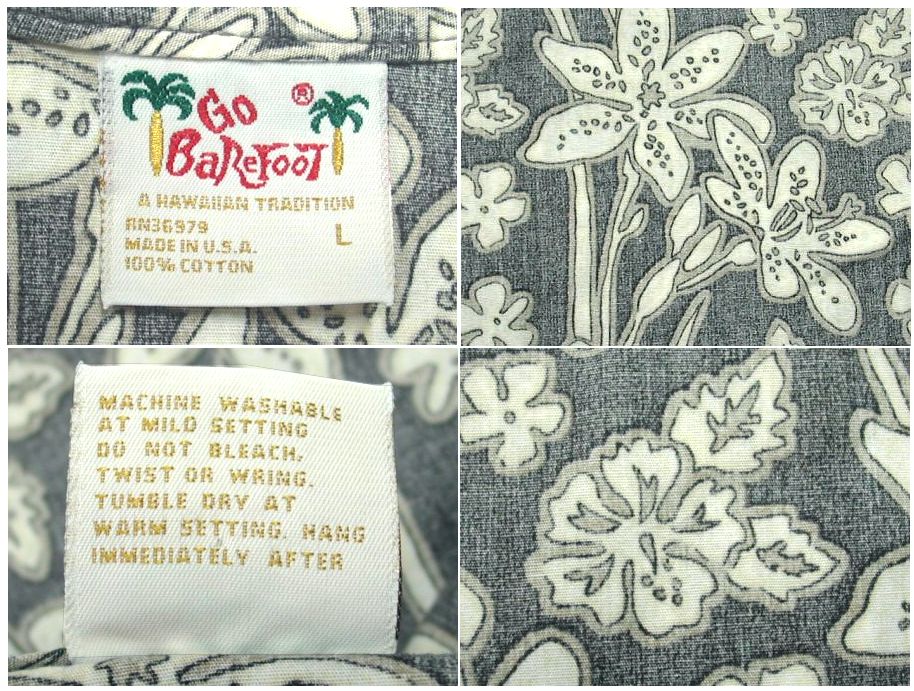 Go ®
BaRefooT
A HAWAIIAN TRADITION
RN36979
L
MADE IN U.S.A.
100% COTTON
MACHINE WASHABLE
AT MILD SETTING
DO NOT BLEACH,
TWIST OR WRING.
TUMBLE DRY AT
WARM SETTING. HANG
IMMEDIATELY AFTER